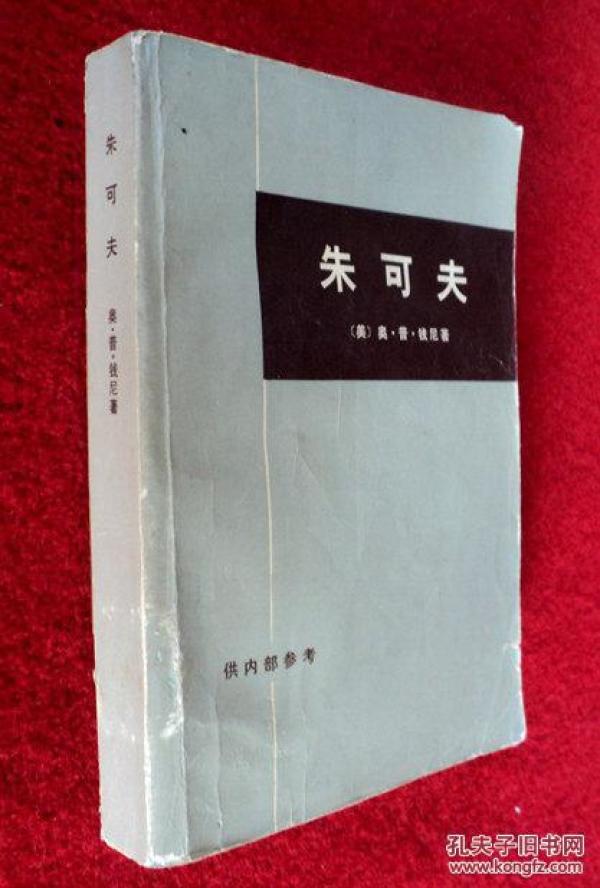 朱可夫
奥·普·钱尼著
朱可夫
〔美〕奥·普·钱尼著
供内部参考
孔夫子旧书网
www.kongfz.com